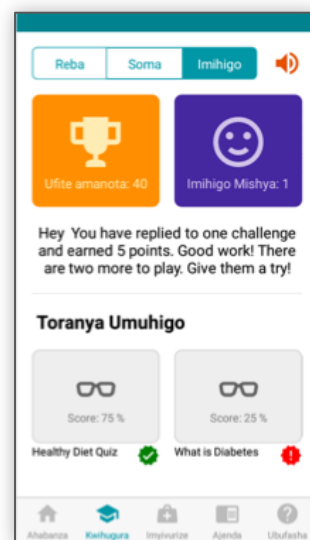 Reba Soma Imihigo
Ufite amanota: 40 Imihigo Mishya: 1
Hey You have replied to one challenge
and earned 5 points. Good work! There
are two more to play. Give them a try!
Toranya Umuhigo
Score: 75 % Score: 25 %
Healthy Diet Quiz What is Diabetes
Ahabanza Kwihugura Imyivurize Ajenda Ubufasha